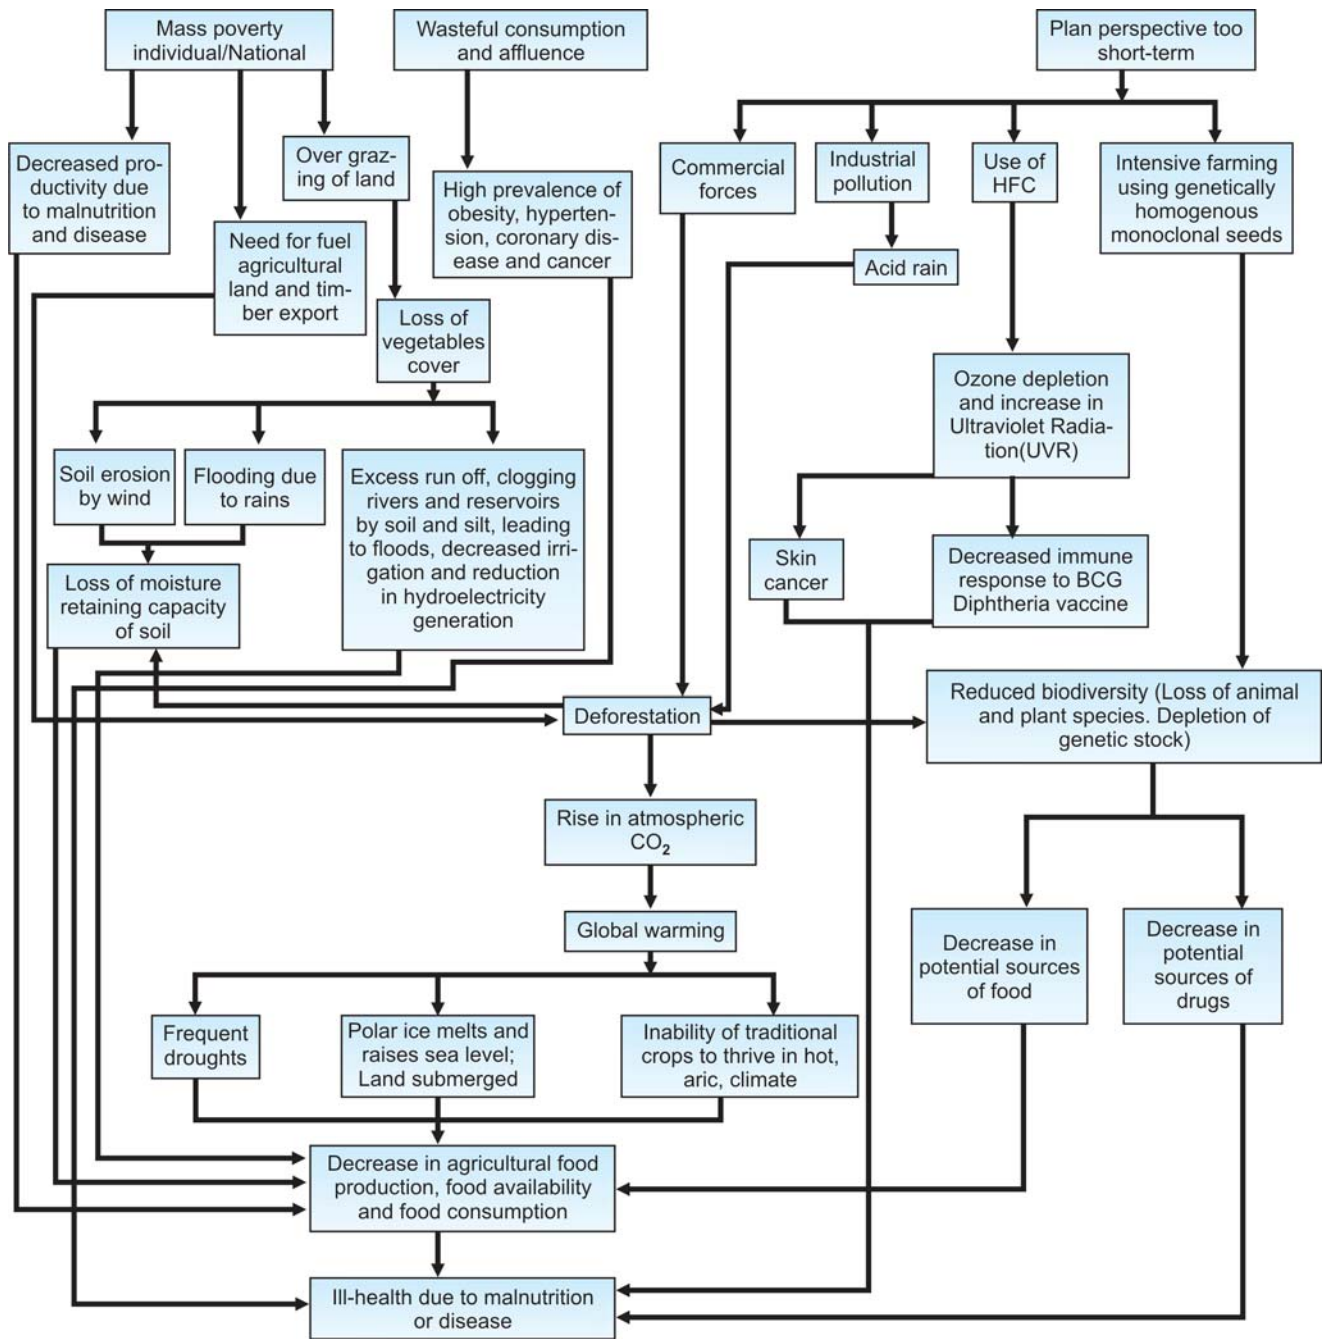 Mass poverty
individual/National
Wasteful consumption
and affluence
Plan perspective too
short-term
Decreased pro-
ductivity due
to malnutrition
and disease
Over graz-
ing of land
Commercial
forces
Industrial
pollution
Use of
HFC
Intensive farming
using genetically
homogenous
monoclonal seeds
High prevalence of
obesity, hyperten-
sion, coronary dis-
ease and cancer
Need for fuel
agricultural
land and tim-
ber export
Acid rain
Loss of
vegetables
cover
Ozone depletion
and increase in
Ultraviolet Radia-
tion(UVR)
Soil erosion
by wind
Flooding due
to rains
Excess run off, clogging
rivers and reservoirs
by soil and silt, leading
to floods, decreased irri-
gation and reduction
in hydroelectricity
generation
Skin
cancer
Decreased immune
response to BCG
Diphtheria vaccine
Loss of moisture
retaining capacity
of soil
Deforestation
Reduced biodiversity (Loss of animal
and plant species. Depletion of
genetic stock)
Rise in atmospheric
CO₂
Global warming
Decrease in
potential sources
of food
Decrease in
potential
sources of
drugs
Frequent
droughts
Polar ice melts and
raises sea level;
Land submerged
Inability of traditional
crops to thrive in hot,
aric, climate
Decrease in agricultural food
production, food availability
and food consumption
Ill-health due to malnutrition
or disease